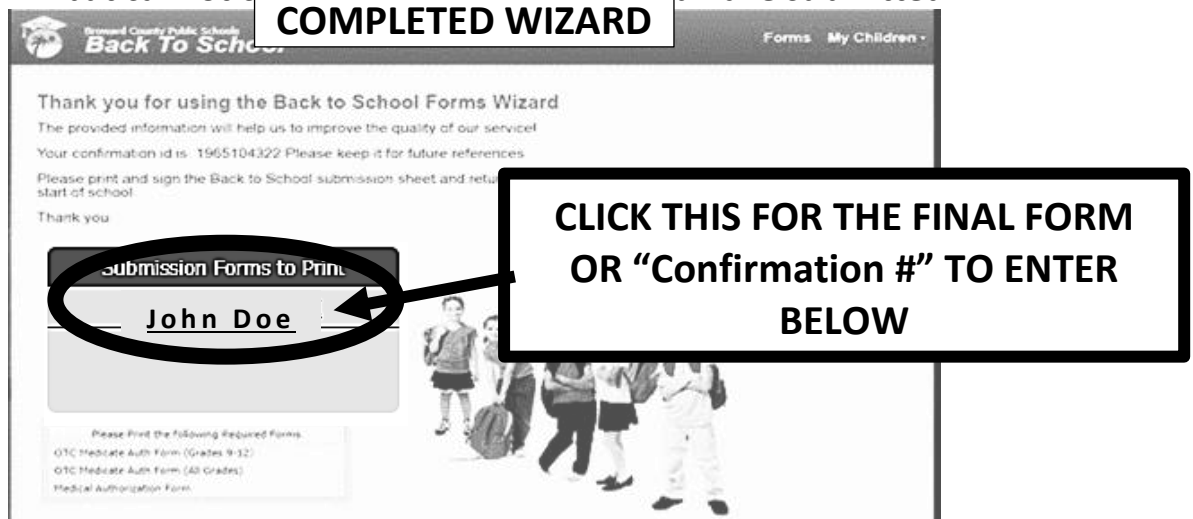 COMPLETED WIZARD
Broward County Public Schools
Back To School
Forms My Children
Thank you for using the Back to School Forms Wizard
The provided information will help us to improve the quality of our service!
Your confirmation id is 1965104322 Please keep it for future references
Please print and sign the Back to School submission sheet and
start of school
Thank you
CLICK THIS FOR THE FINAL FORM
OR “Confirmation #” TO ENTER
BELOW
Submission Forms to Print
John Doe
Please Print the following Required Forms
OTC Medicate Auth Form (Grades 9-12)
OTC Medicate Auth Form (All Grades)
Medical Authorization Form